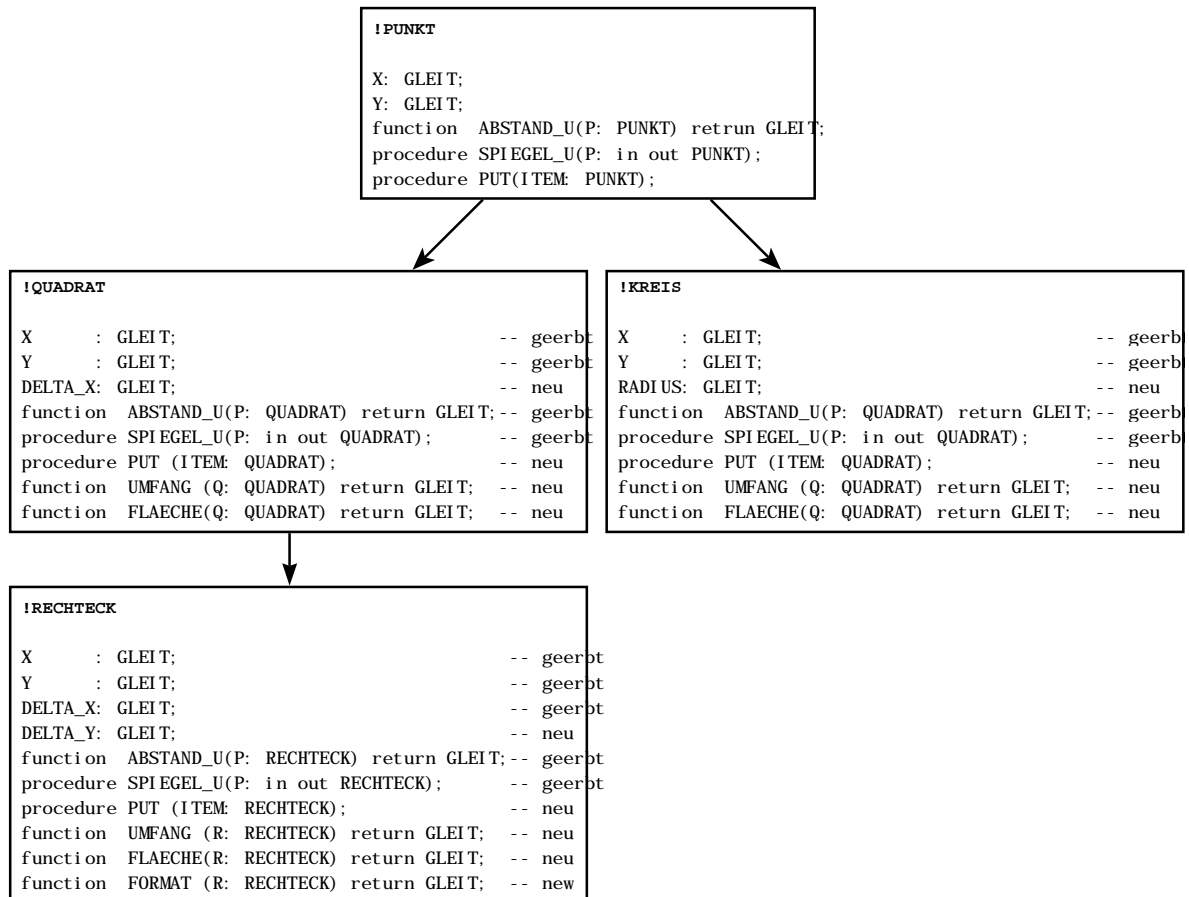 !PUNKT
X: GLEIT;
Y: GLEIT;
function ABSTAND_U(P: PUNKT) retrun GLEIT;
procedure SPIEGEL_U(P: in out PUNKT);
procedure PUT(ITEM: PUNKT);
!QUADRAT
X : GLEIT; -- geerbt
Y : GLEIT; -- geerbt
DELTA_X: GLEIT; -- neu
function ABSTAND_U(P: QUADRAT) return GLEIT; -- geerbt
procedure SPIEGEL_U(P: in out QUADRAT); -- geerbt
procedure PUT (ITEM: QUADRAT); -- neu
function UMFANG (Q: QUADRAT) return GLEIT; -- neu
function FLAECHE(Q: QUADRAT) return GLEIT; -- neu
!KREIS
X : GLEIT; -- geerbt
Y : GLEIT; -- geerbt
RADIUS: GLEIT; -- neu
function ABSTAND_U(P: QUADRAT) return GLEIT; -- geerbt
procedure SPIEGEL_U(P: in out QUADRAT); -- geerbt
procedure PUT (ITEM: QUADRAT); -- neu
function UMFANG (Q: QUADRAT) return GLEIT; -- neu
function FLAECHE(Q: QUADRAT) return GLEIT; -- neu
!RECHTECK
X : GLEIT; -- geerbt
Y : GLEIT; -- geerbt
DELTA_X: GLEIT; -- geerbt
DELTA_Y: GLEIT; -- neu
function ABSTAND_U(P: RECHTECK) return GLEIT; -- geerbt
procedure SPIEGEL_U(P: in out RECHTECK); -- geerbt
procedure PUT (ITEM: RECHTECK); -- neu
function UMFANG (R: RECHTECK) return GLEIT; -- neu
function FLAECHE(R: RECHTECK) return GLEIT; -- neu
function FORMAT (R: RECHTECK) return GLEIT; -- new